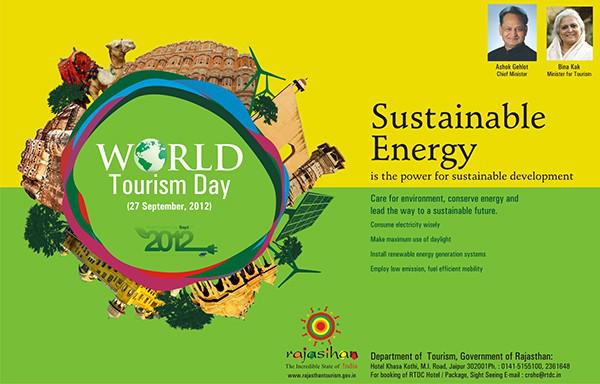 Ashok Gehlot
Chief Minister
Bina Kak
Minister for Tourism
WORLD
Tourism Day
(27 September, 2012)
2012
Sustainable
Energy
is the power for sustainable development
Care for environment, conserve energy and
lead the way to a sustainable future.
Consume electricity wisely
Make maximum use of daylight
Install renewable energy generation systems
Employ low emission, fuel efficient mobility
rajasthan
The Incredible State of India
www.rajasthantourism.gov.in
Department of Tourism, Government of Rajasthan:
Hotel Khasa Kothi, M.I. Road, Jaipur 302001Ph. : 0141-5155100, 2361648
For booking of RTDC Hotel / Package, Sight Seeing E-mail : croho@rtdc.in